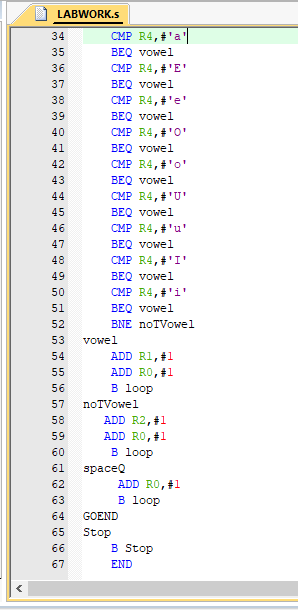 LABWORK.s
34 CMP R4,#'a'
35 BEQ vowel
36 CMP R4,#'E'
37 BEQ vowel
38 CMP R4,#'e'
39 BEQ vowel
40 CMP R4,#'O'
41 BEQ vowel
42 CMP R4,#'o'
43 BEQ vowel
44 CMP R4,#'U'
45 BEQ vowel
46 CMP R4,#'u'
47 BEQ vowel
48 CMP R4,#'I'
49 BEQ vowel
50 CMP R4,#'i'
51 BEQ vowel
52 BNE noTVowel
53 vowel
54 ADD R1,#1
55 ADD R0,#1
56 B loop
57 noTVowel
58 ADD R2,#1
59 ADD R0,#1
60 B loop
61 spaceQ
62 ADD R0,#1
63 B loop
64 GOEND
65 Stop
66 B Stop
67 END